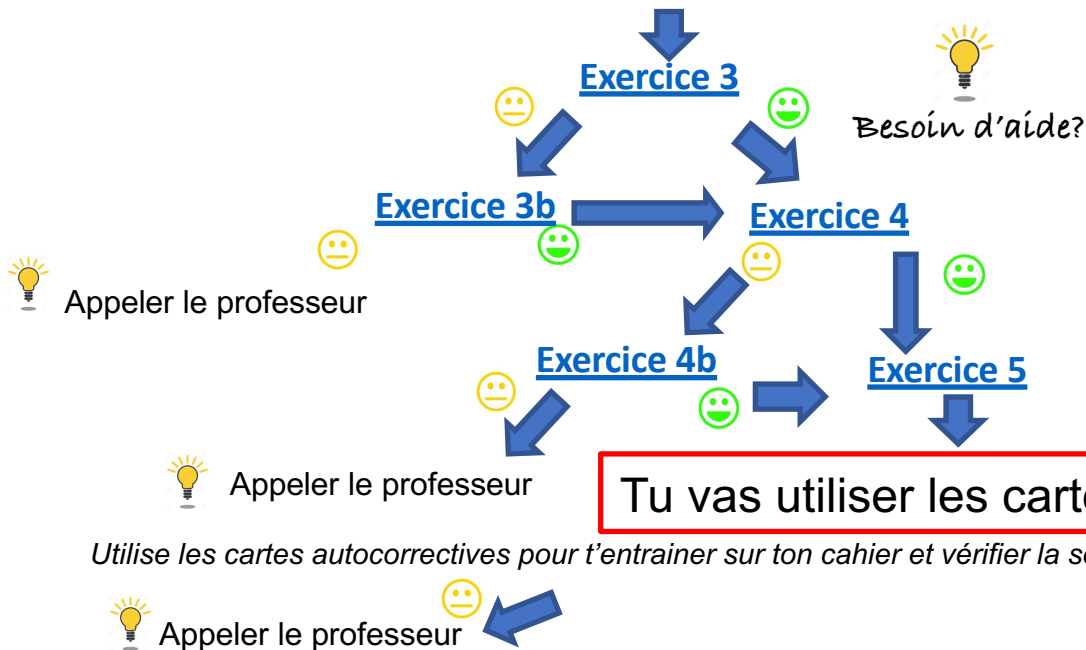 Exercice 3
Besoin d'aide?
Exercice 3b
Exercice 4
Appeler le professeur
Exercice 4b
Exercice 5
Appeler le professeur
Tu vas utiliser les carte
Utilise les cartes autocorrectives pour t'entrainer sur ton cahier et vérifier la s
Appeler le professeur